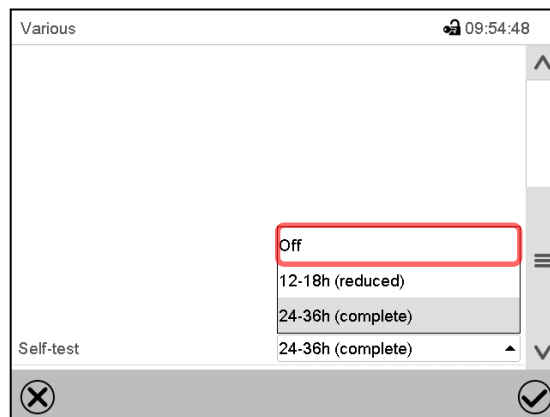 Various 09:54:48
Off
12-18h (reduced)
24-36h (complete)
Self-test 24-36h (complete)